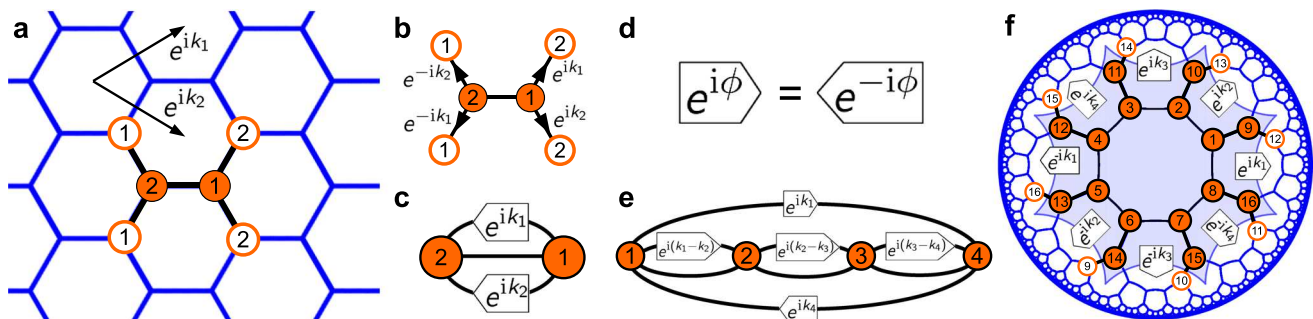 a
e^{ik_1}
e^{ik_2}
1 2
2 1
1 2
b
1 2
e^{-ik_2} e^{ik_1}
2 1
e^{-ik_1} e^{ik_2}
1 2
c
e^{ik_1}
2 1
e^{ik_2}
d
e^{iϕ} = e^{-iϕ}
e
e^{ik_1}
e^{i(k_1-k_2)} e^{i(k_2-k_3)} e^{i(k_3-k_4)}
1 2 3 4
e^{ik_4}
f
14 e^{ik_3} 13
11 10
15 e^{ik_4} e^{ik_2}
3 2
12 4 1 9 12
e^{ik_1} e^{ik_1}
16 13 5 8 16 11
e^{-ik_2} 6 7 e^{-ik_4}
14 e^{-ik_3} 15
9 10